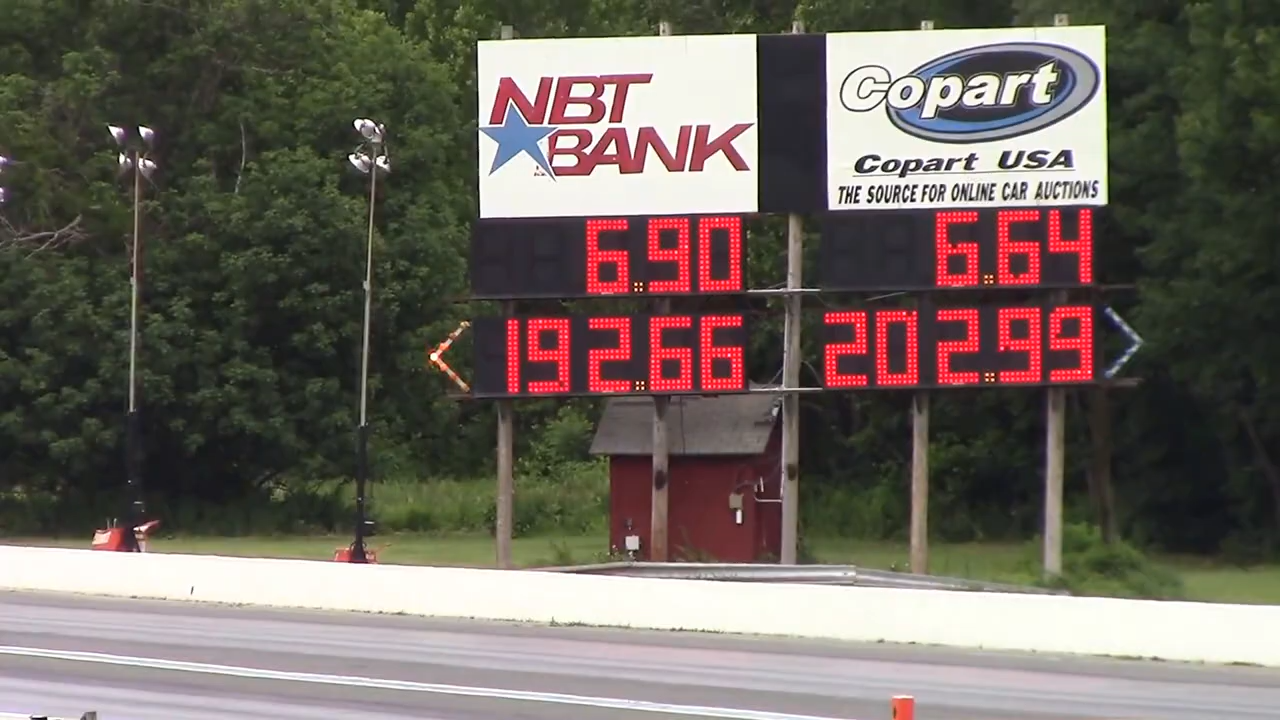 NBT
BANK
Copart
Copart USA
THE SOURCE FOR ONLINE CAR AUCTIONS
6.90
6.64
192.66
202.99